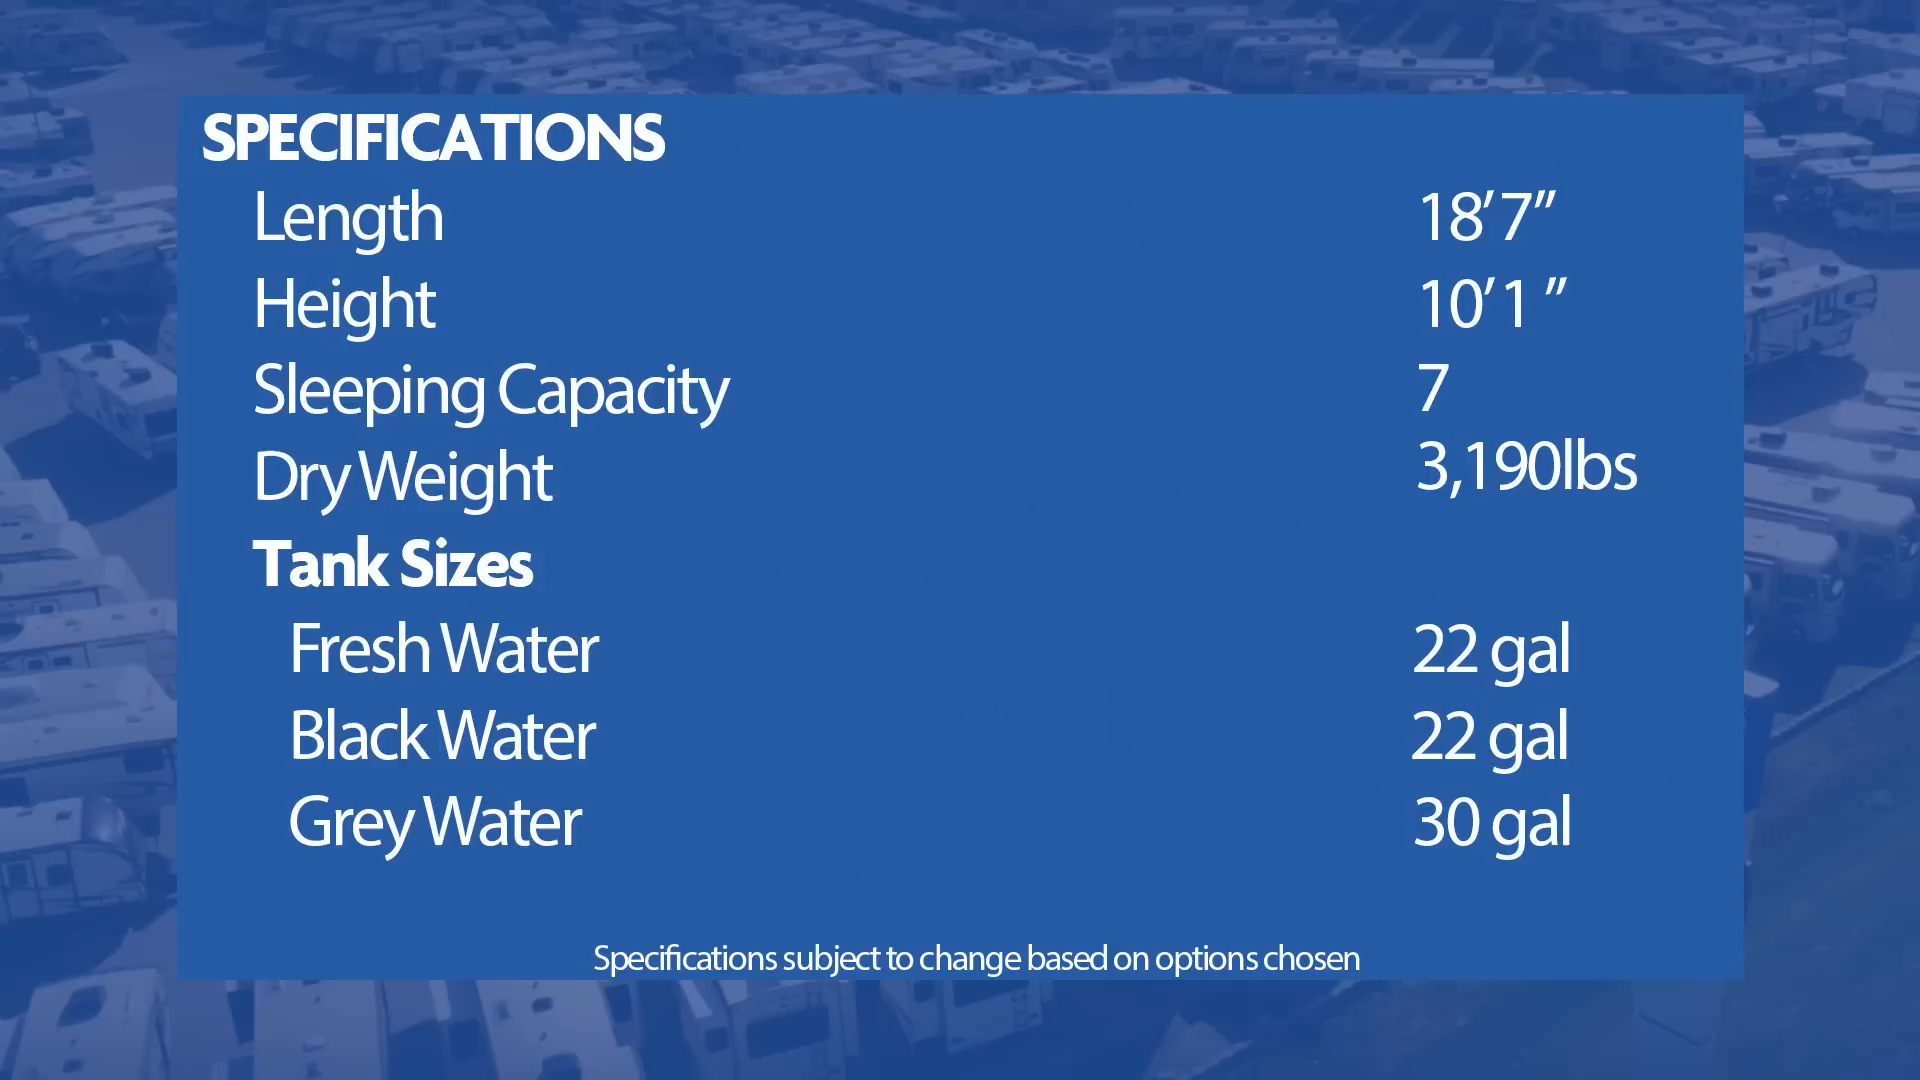 SPECIFICATIONS
Length 18’7”
Height 10’1 ”
Sleeping Capacity 7
Dry Weight 3,190lbs
Tank Sizes
Fresh Water 22 gal
Black Water 22 gal
Grey Water 30 gal
Specifications subject to change based on options chosen